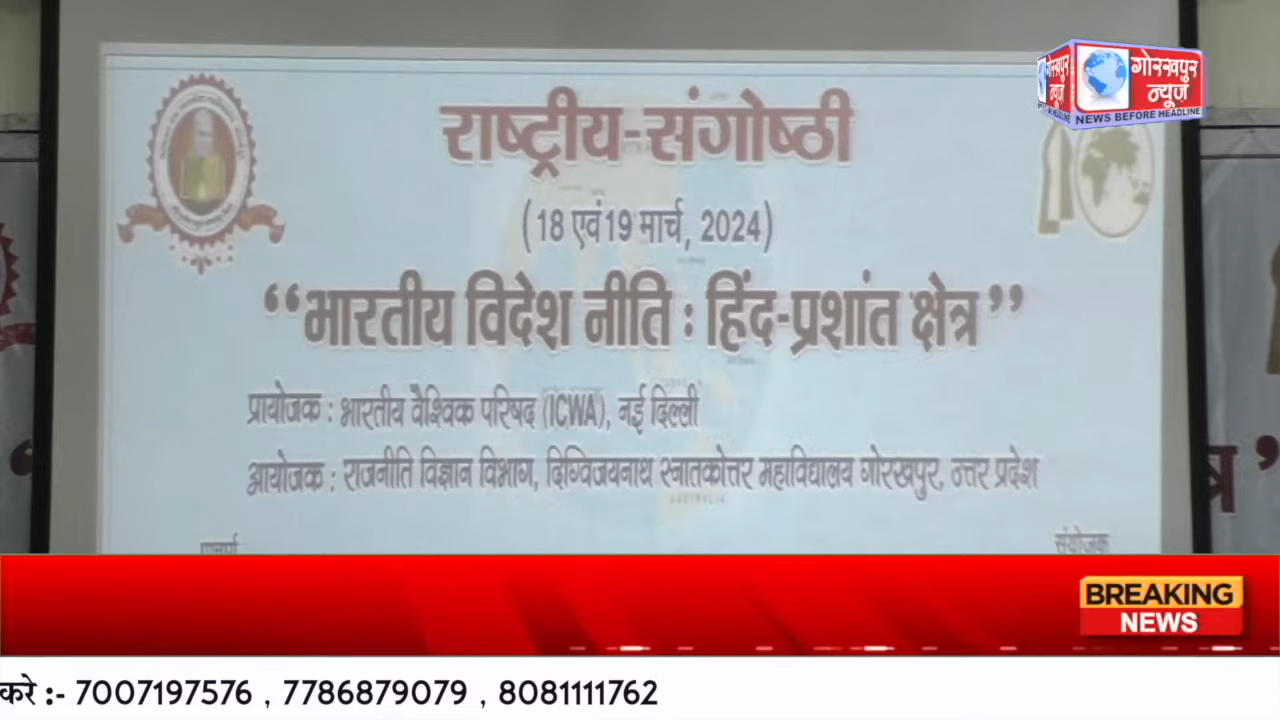 राष्ट्रीय-संगोष्ठी
गोरखपुर
न्यूज़
NEWS BEFORE HEADLINE
(18 एवं 19 मार्च, 2024)
“भारतीय विदेश नीति : हिंद-प्रशांत क्षेत्र”
प्रायोजक : भारतीय वैश्विक परिषद (ICWA), नई दिल्ली
आयोजक : राजनीति विज्ञान विभाग, दिग्विजयनाथ स्नातकोत्तर महाविद्यालय गोरखपुर, उत्तर प्रदेश
संयोजक
BREAKING
NEWS
करे :- 7007197576 , 7786879079 , 8081111762